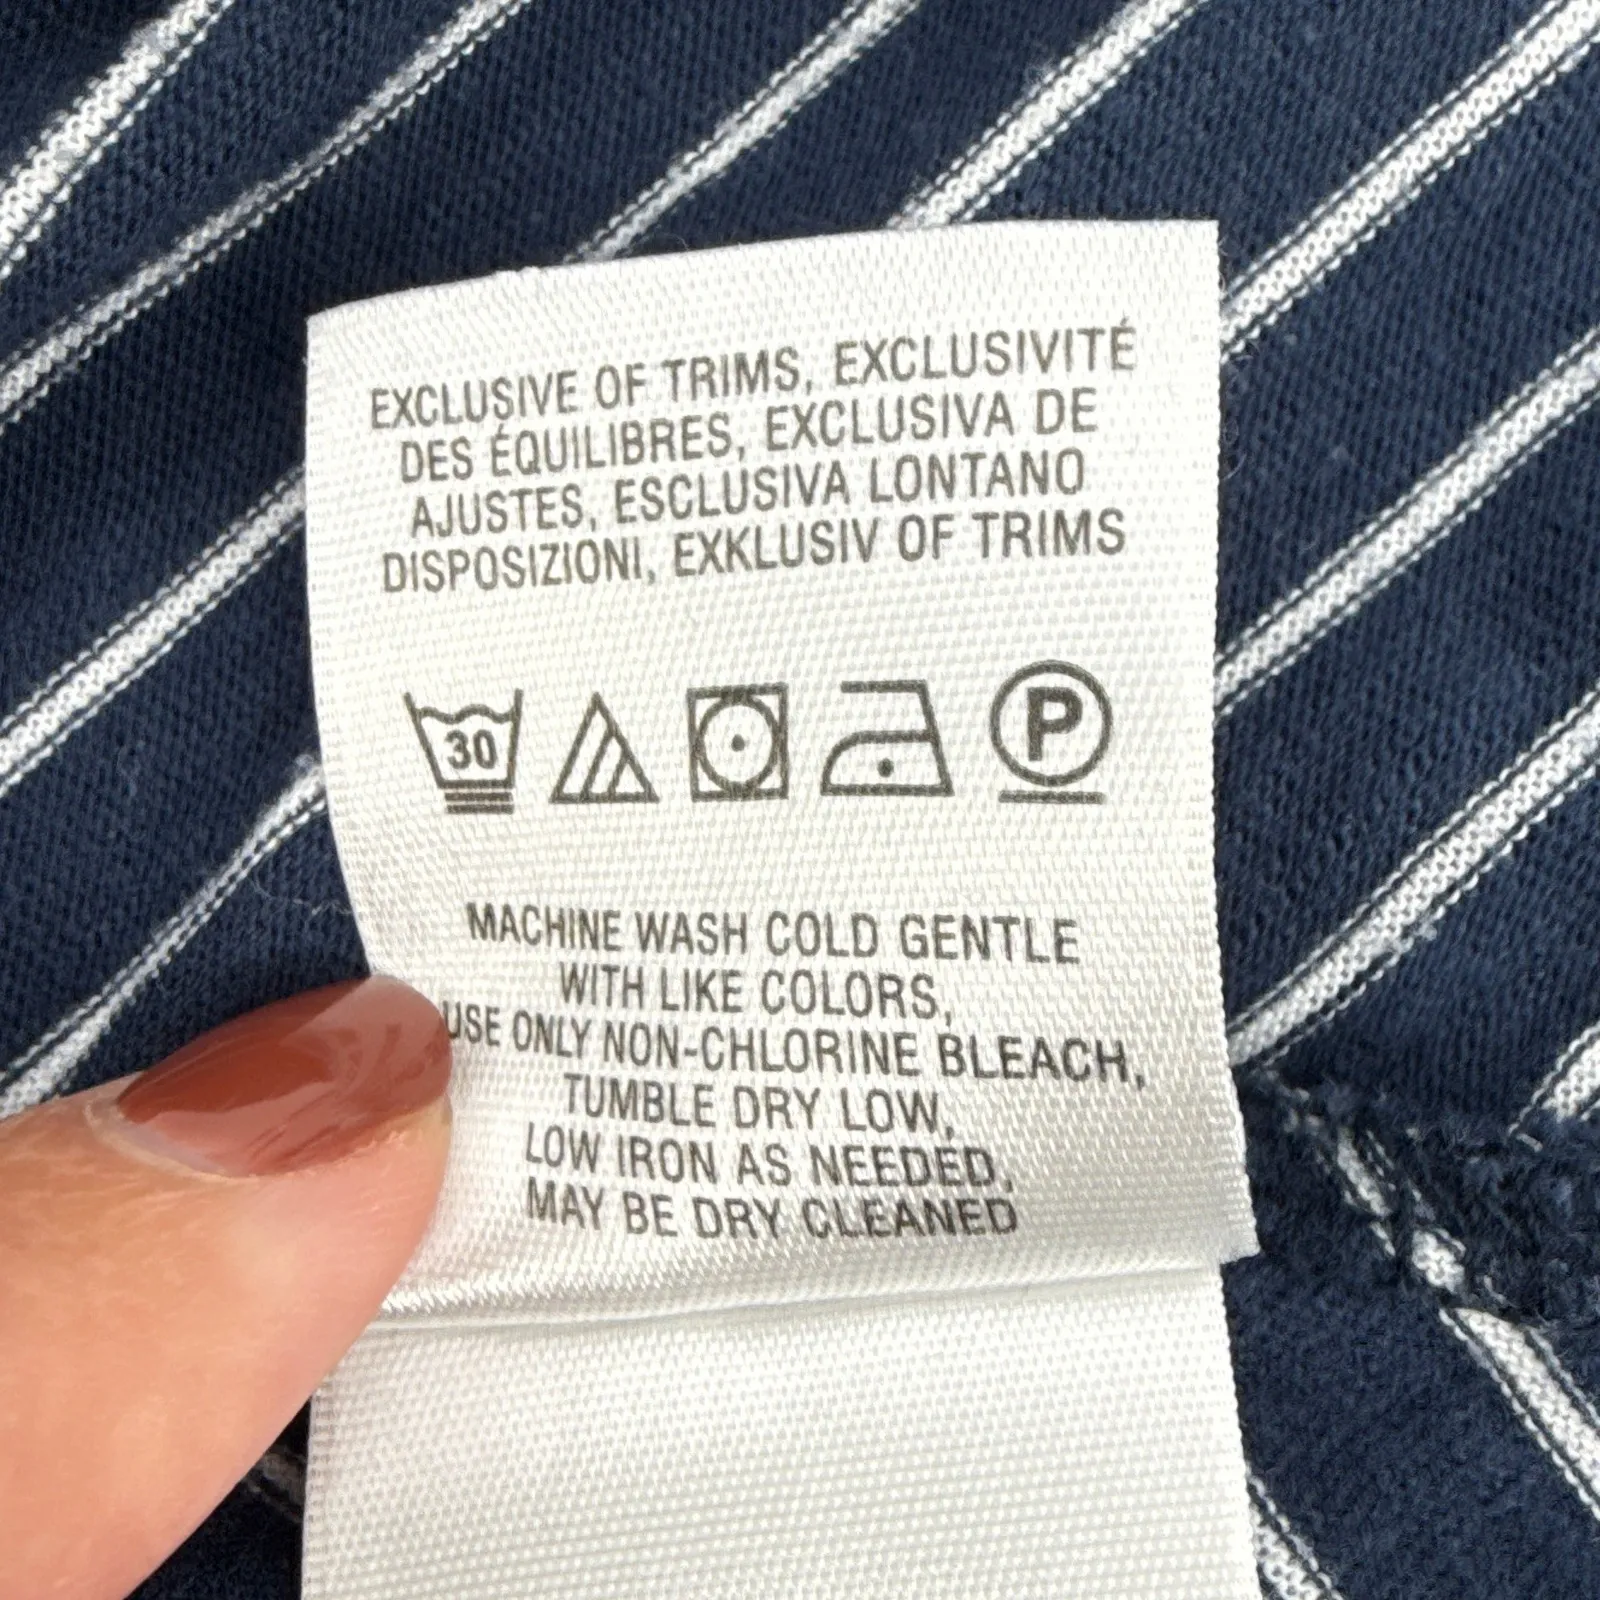 EXCLUSIVE OF TRIMS, EXCLUSIVITÉ
DES ÉQUILIBRES, EXCLUSIVA DE
AJUSTES, ESCLUSIVA LONTANO
DISPOSIZIONI, EXKLUSIV OF TRIMS
30 P
MACHINE WASH COLD GENTLE
WITH LIKE COLORS,
USE ONLY NON-CHLORINE BLEACH,
TUMBLE DRY LOW,
LOW IRON AS NEEDED,
MAY BE DRY CLEANED